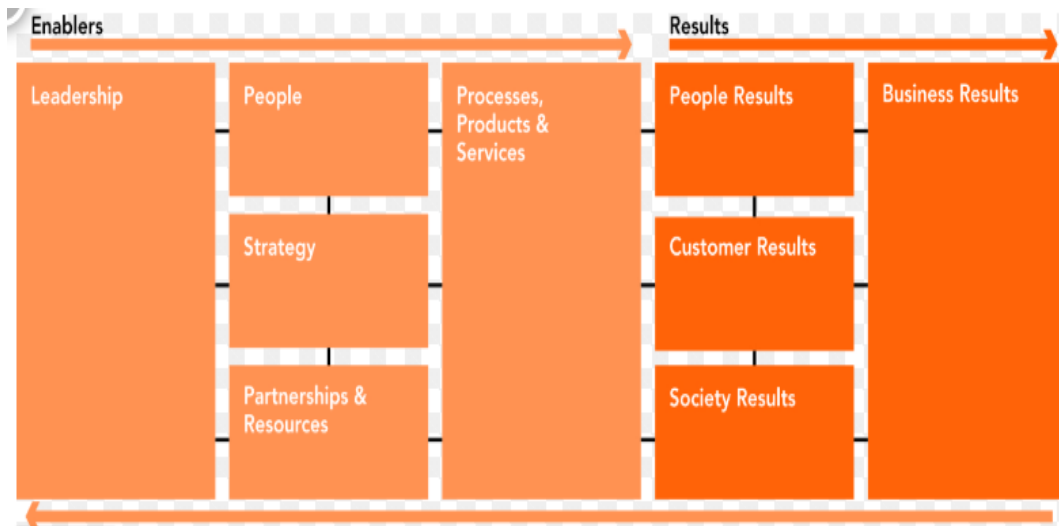 Enablers
Results
Leadership
People
Processes,
Products &
Services
People Results
Business Results
Strategy
Customer Results
Partnerships &
Resources
Society Results